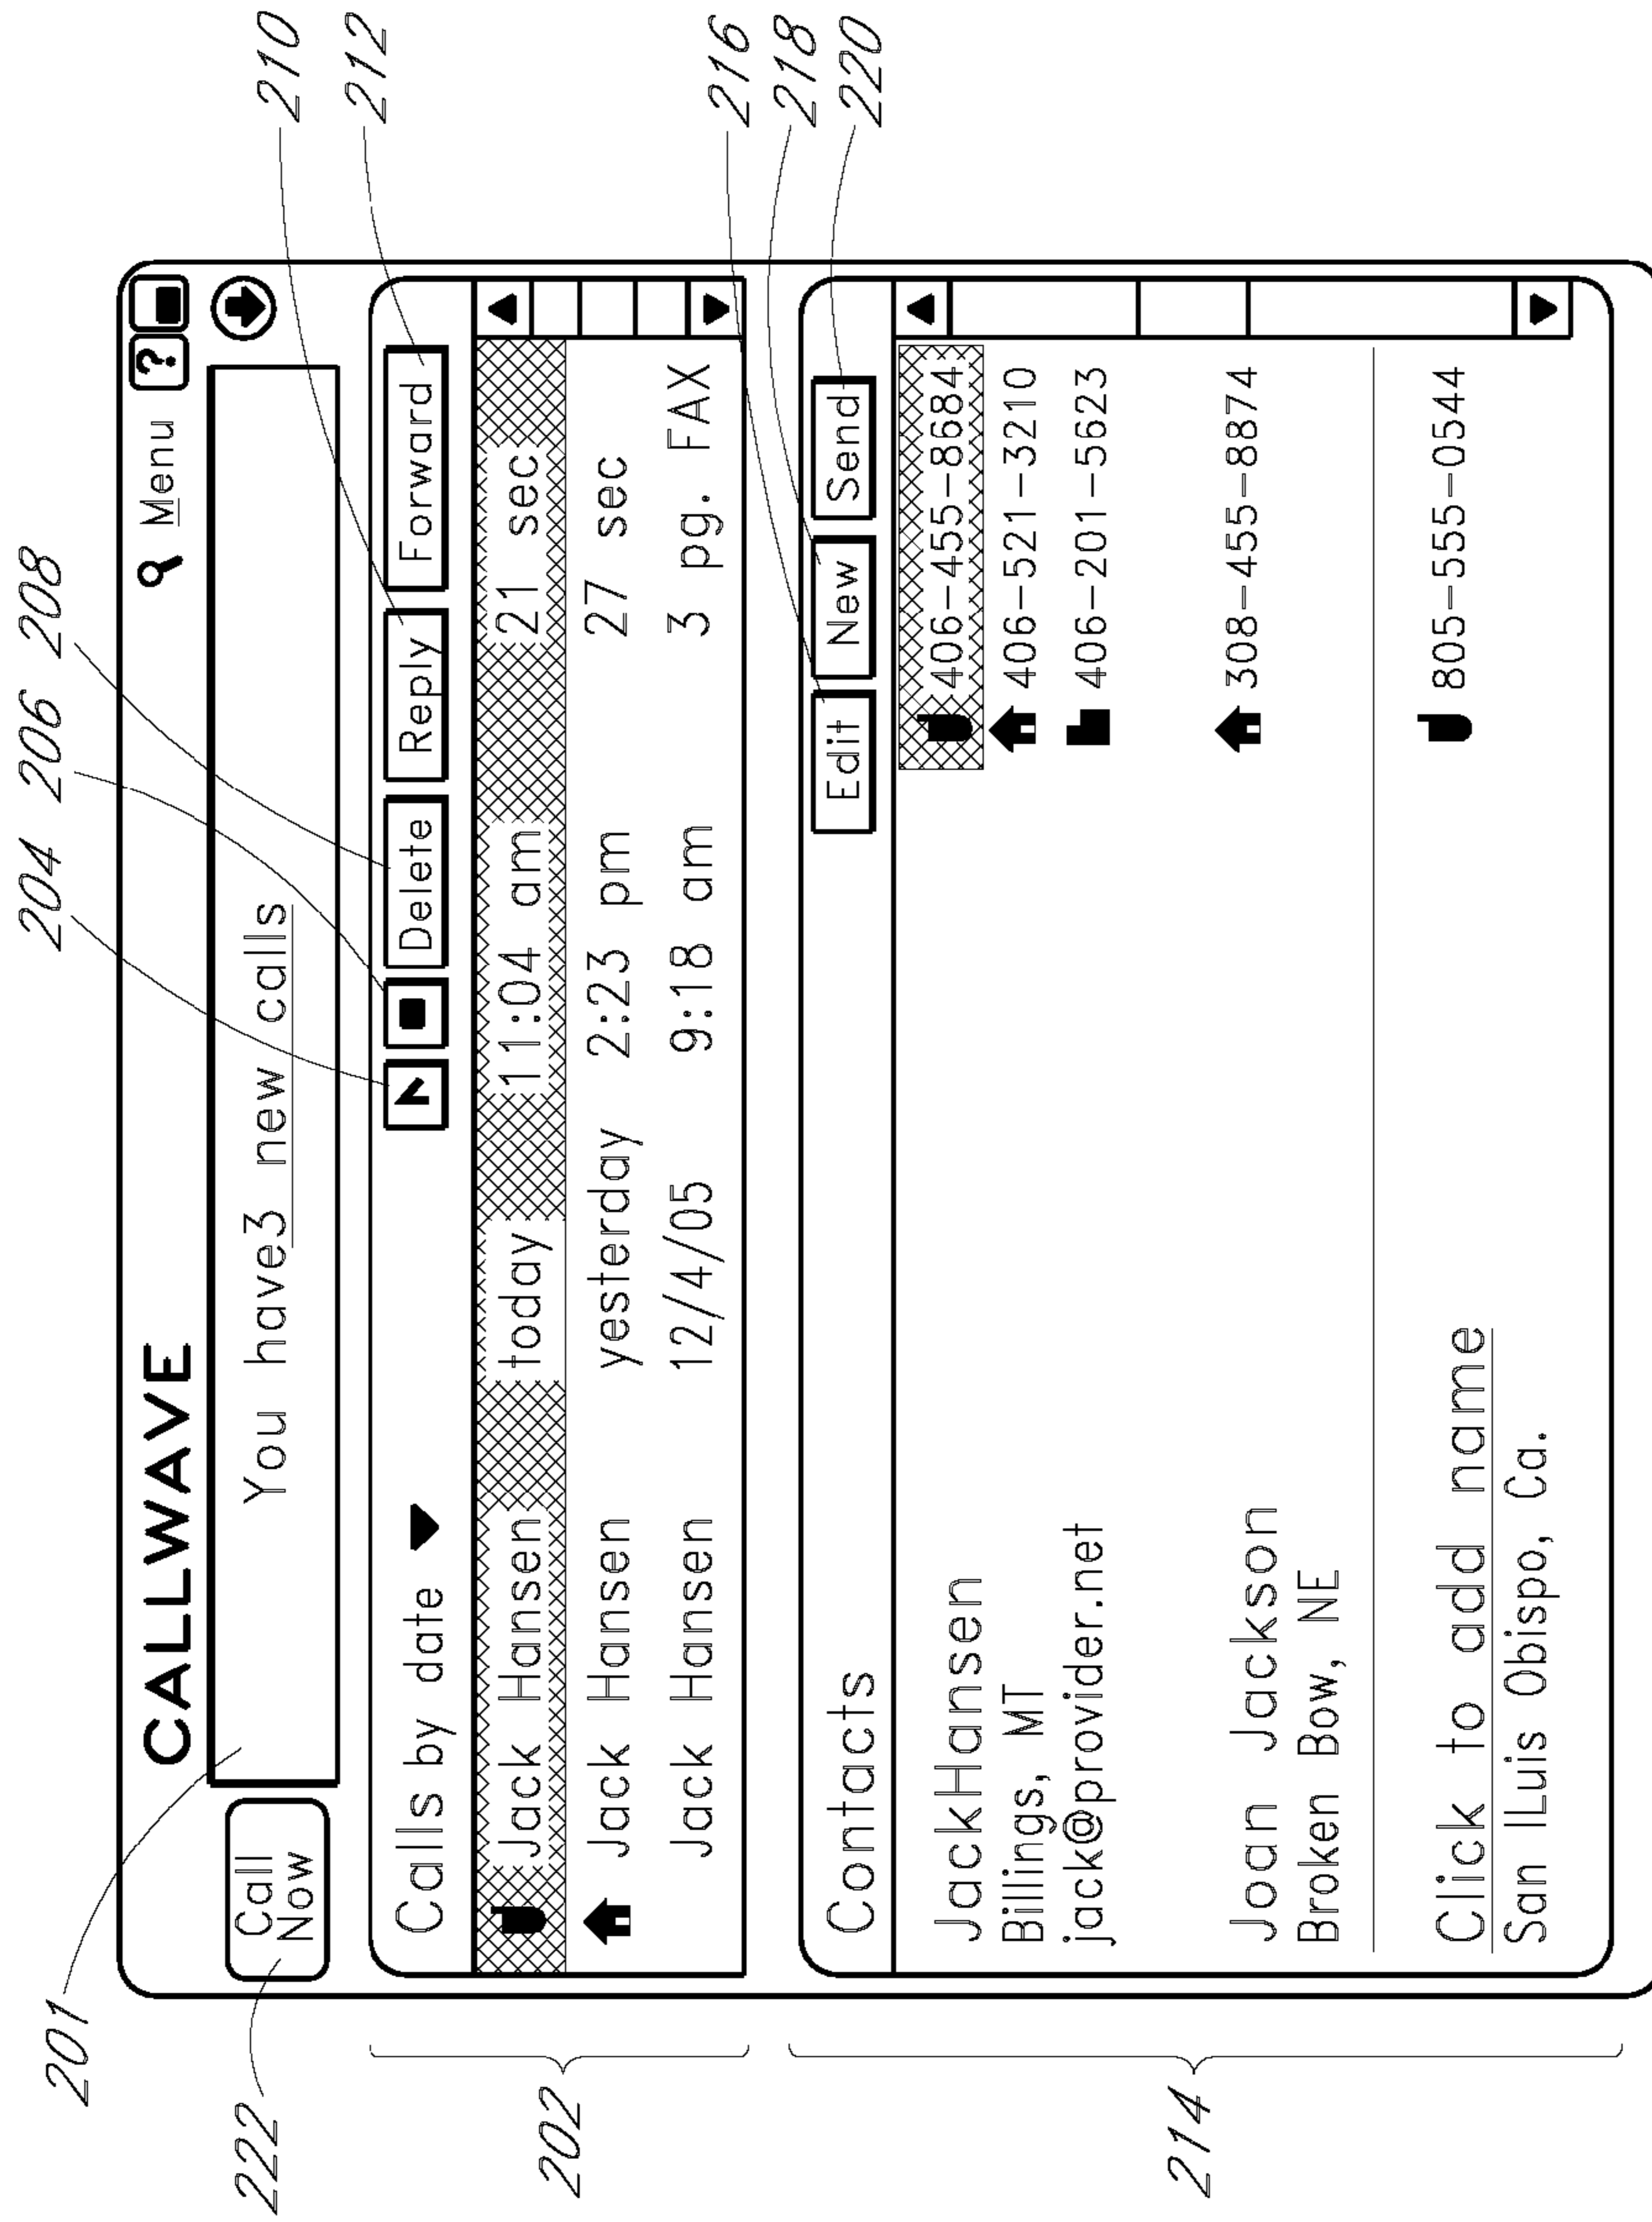 204 206 208
210
212
216
218
220
201
222
202
214
CALLWAVE Menu ?
Call
Now
You have3 new calls
Calls by date Delete Reply Forward
Jack Hansen today 11:04 am 21 sec
Jack Hansen yesterday 2:23 pm 27 sec
Jack Hansen 12/4/05 9:18 am 3 pg. FAX
Contacts Edit New Send
JackHansen 406-455-8684
Billings, MT 406-521-3210
jack@provider.net 406-201-5623
Joan Jackson 308-455-8874
Broken Bow, NE
Click to add name 805-555-0544
San lLuis Obispo, Ca.